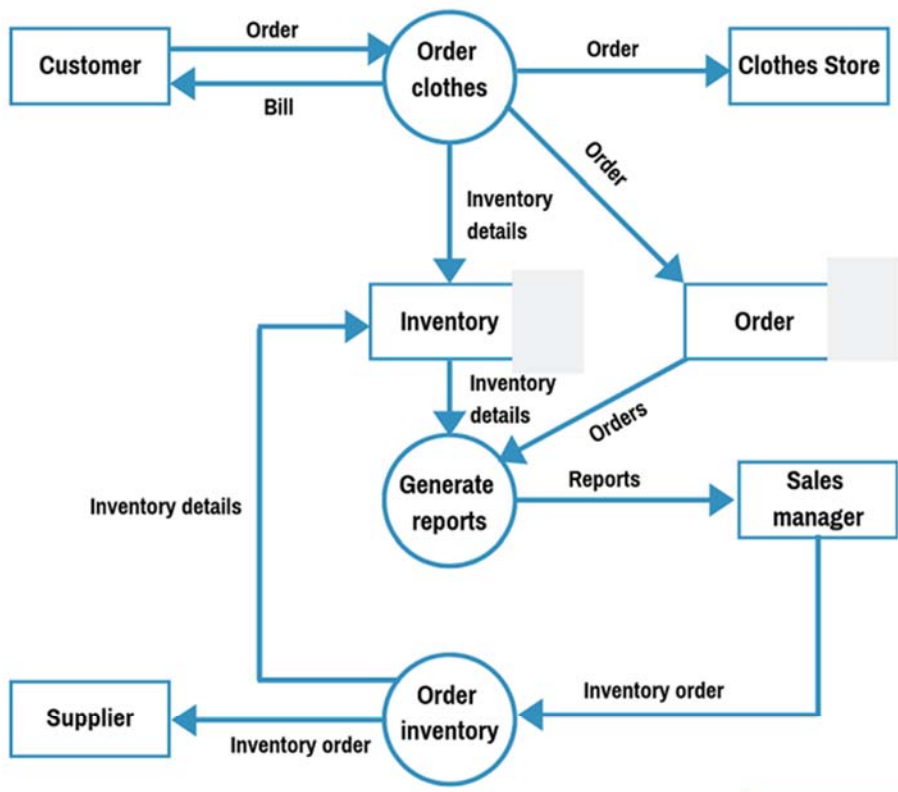 Customer
Order
Bill
Order
clothes
Order
Clothes Store
Order
Inventory
details
Inventory
Order
Inventory
details
Orders
Generate
reports
Reports
Sales
manager
Inventory details
Supplier
Inventory order
Order
inventory
Inventory order